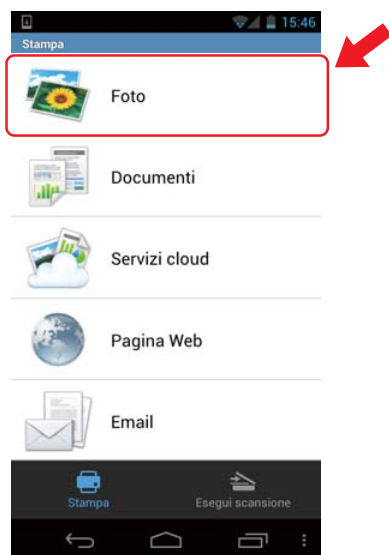 15:46
Stampa
Foto
Documenti
Servizi cloud
Pagina Web
Email
Stampa Esegui scansione